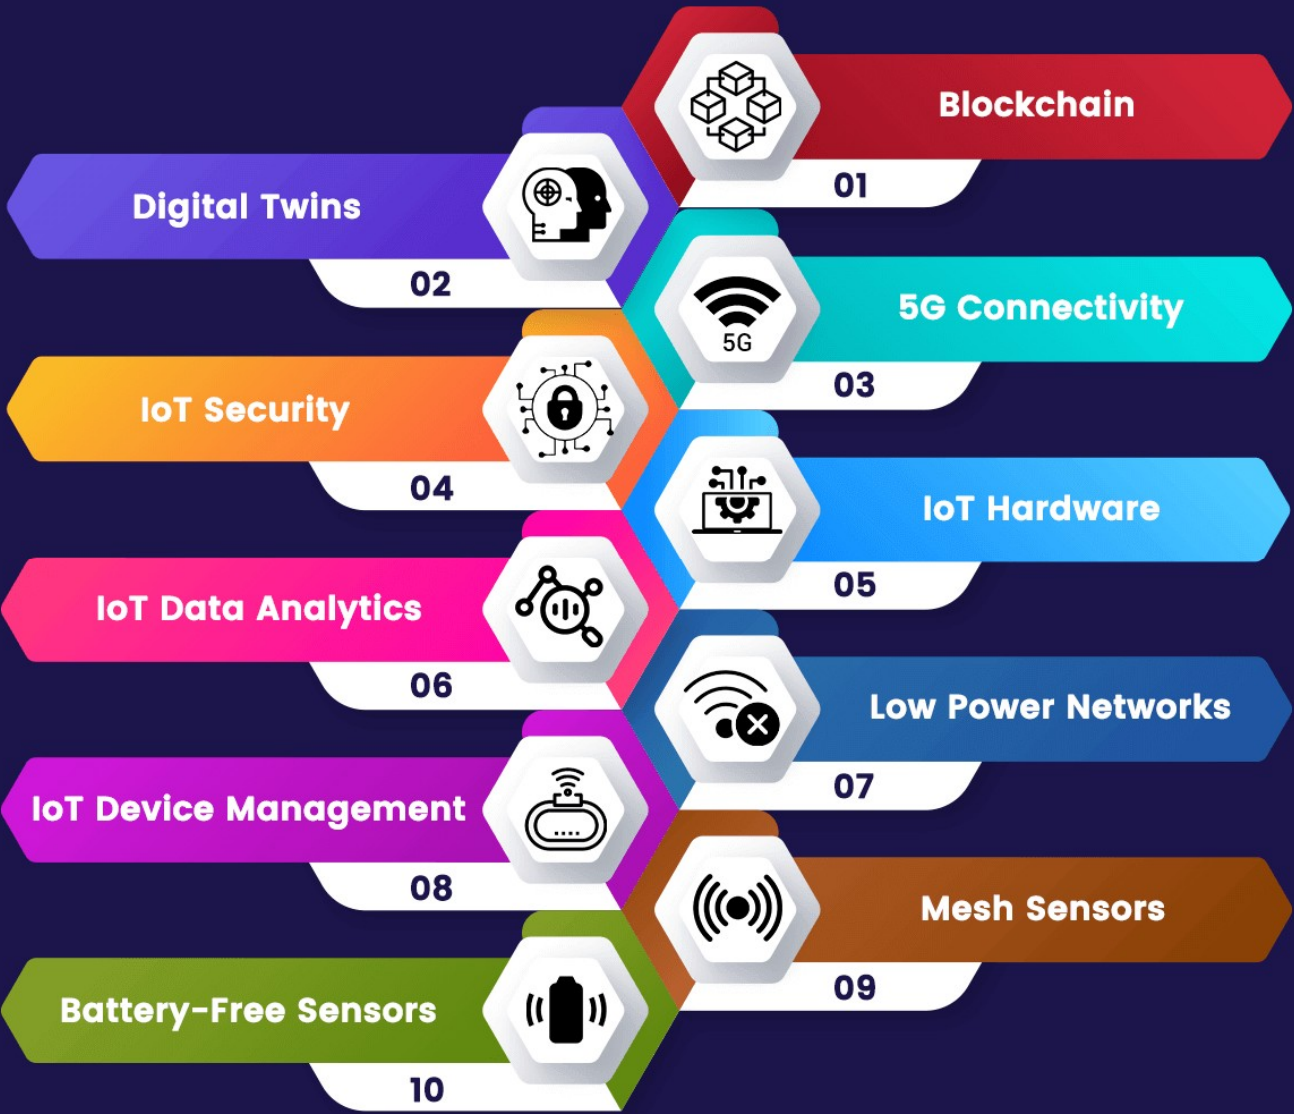 Blockchain
01
Digital Twins
02
5G Connectivity
5G
03
IoT Security
04
IoT Hardware
05
IoT Data Analytics
06
Low Power Networks
07
IoT Device Management
08
Mesh Sensors
09
Battery-Free Sensors
10